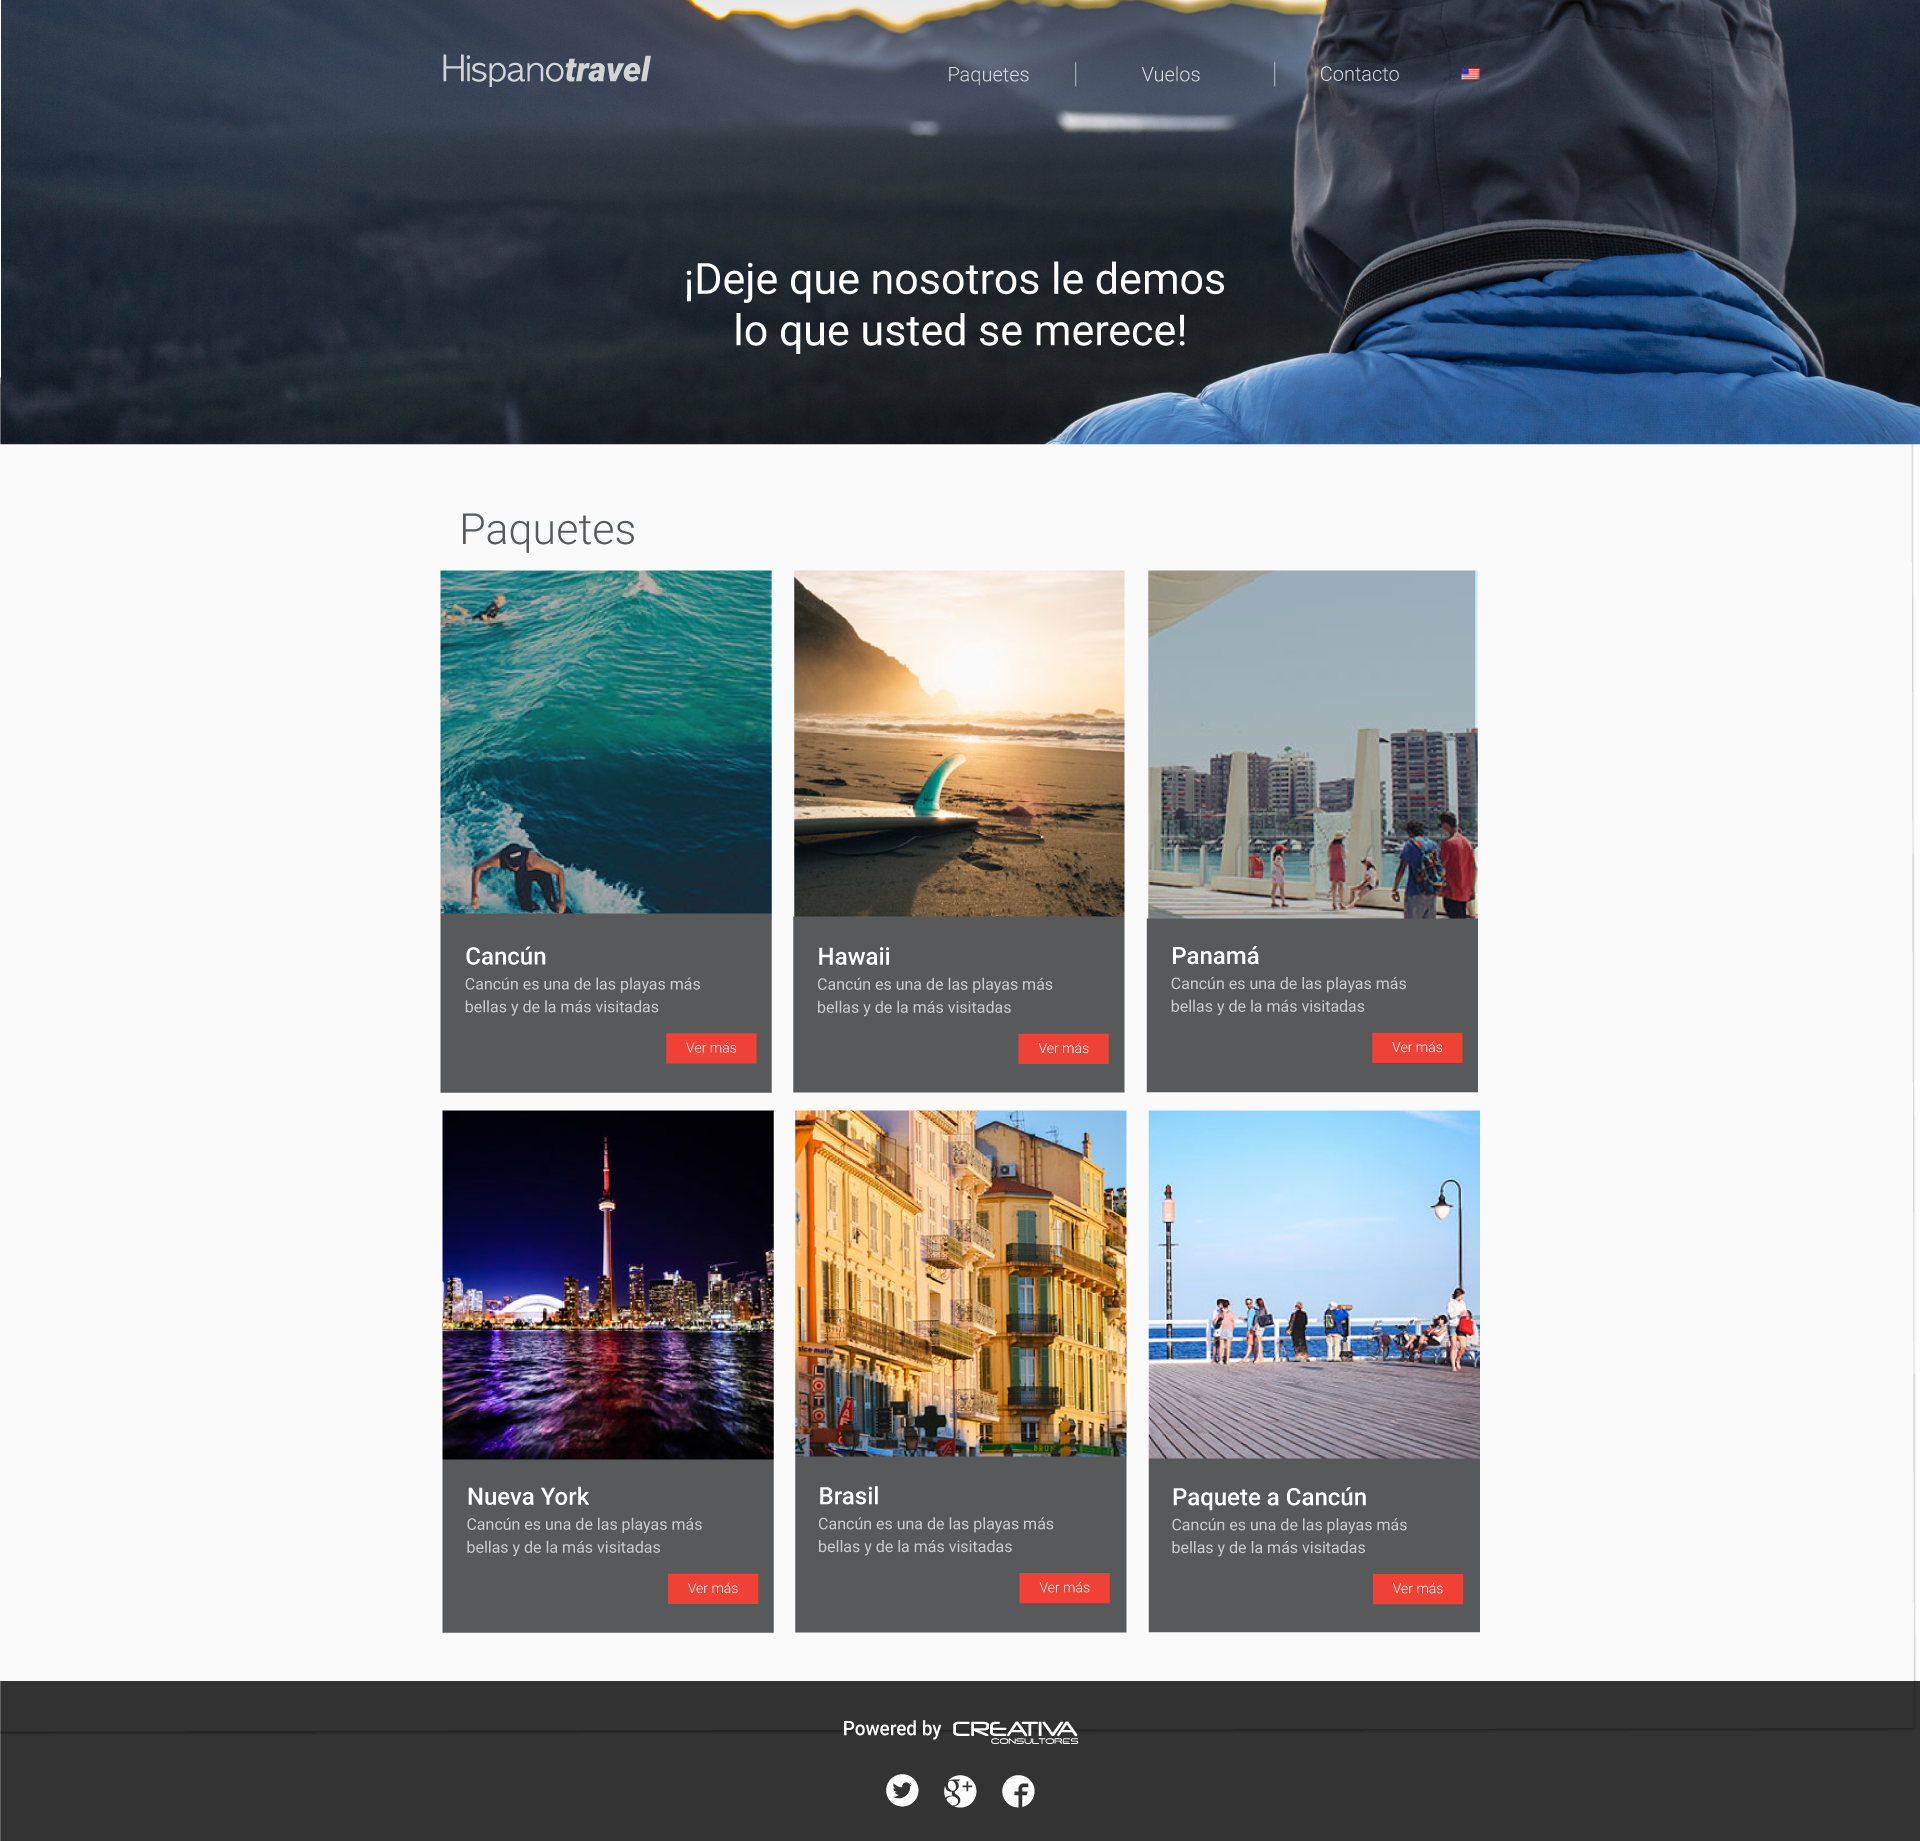 Hispanotravel
Paquetes
Vuelos
Contacto
¡Deje que nosotros le demos
lo que usted se merece!
Paquetes
Cancún
Cancún es una de las playas más
bellas y de la más visitadas
Ver más
Hawaii
Cancún es una de las playas más
bellas y de la más visitadas
Ver más
Panamá
Cancún es una de las playas más
bellas y de la más visitadas
Ver más
Nueva York
Cancún es una de las playas más
bellas y de la más visitadas
Ver más
Brasil
Cancún es una de las playas más
bellas y de la más visitadas
Ver más
Paquete a Cancún
Cancún es una de las playas más
bellas y de la más visitadas
Ver más
Powered by CREATIVA
CONSULTORES